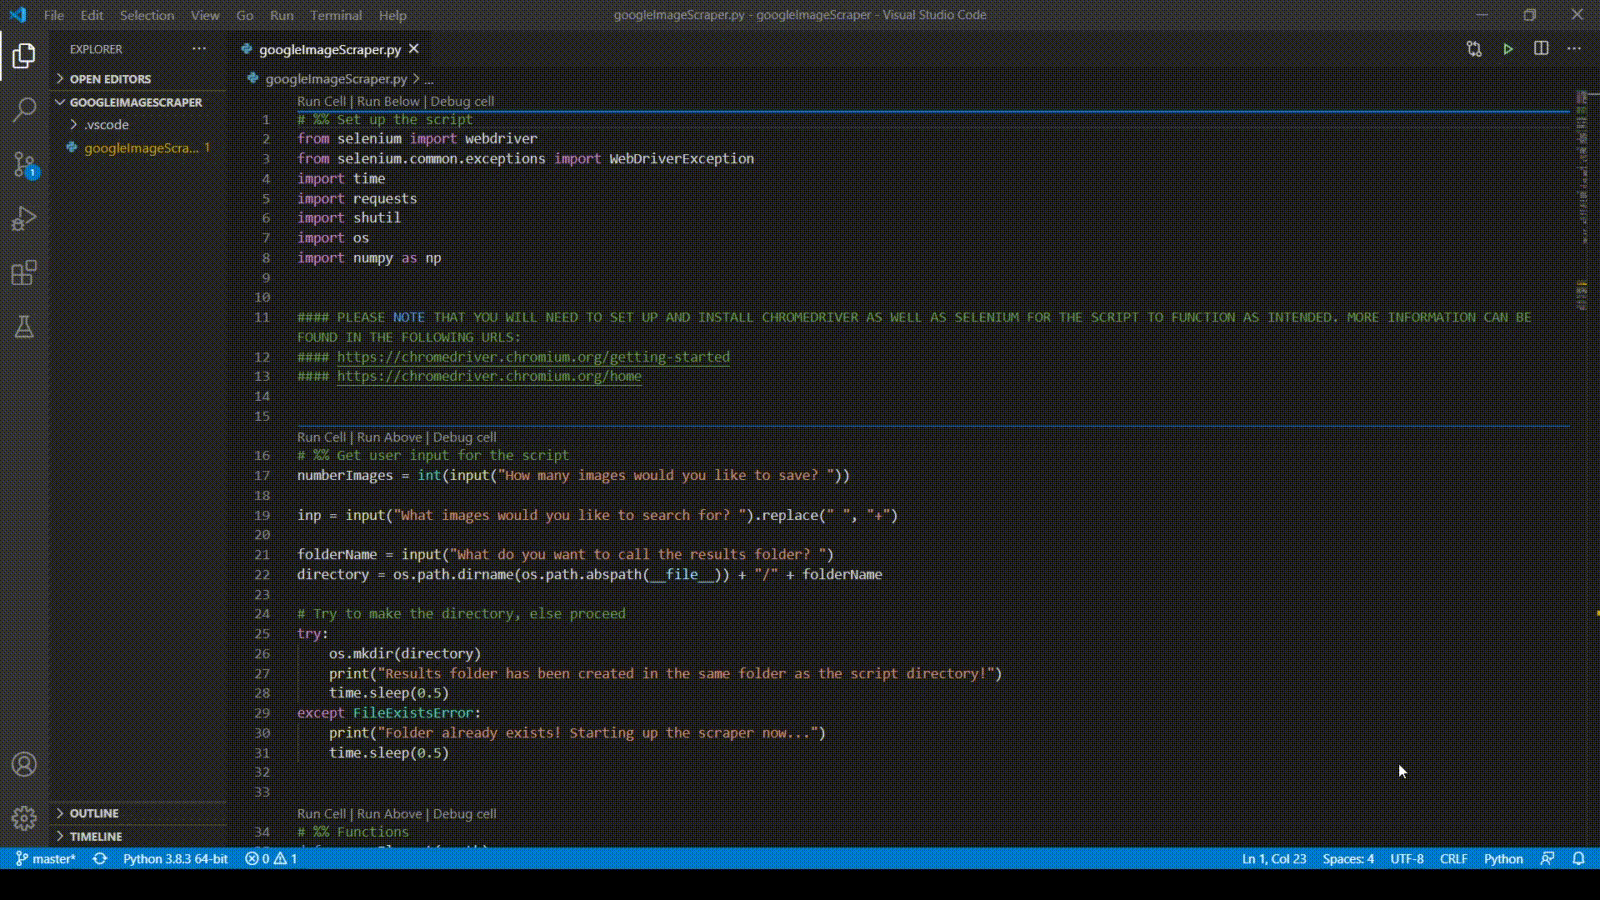 File Edit Selection View Go Run Terminal Help
googleImageScraper.py - googleImageScraper - Visual Studio Code
EXPLORER
OPEN EDITORS
GOOGLEIMAGESCRAPER
.vscode
googleImageScra... 1
1
OUTLINE
TIMELINE
googleImageScraper.py
googleImageScraper.py > ...
Run Cell | Run Below | Debug cell
1 # %% Set up the script
2 from selenium import webdriver
3 from selenium.common.exceptions import WebDriverException
4 import time
5 import requests
6 import shutil
7 import os
8 import numpy as np
9
10
11 #### PLEASE NOTE THAT YOU WILL NEED TO SET UP AND INSTALL CHROMEDRIVER AS WELL AS SELENIUM FOR THE SCRIPT TO FUNCTION AS INTENDED. MORE INFORMATION CAN BE
FOUND IN THE FOLLOWING URLS:
12 #### https://chromedriver.chromium.org/getting-started
13 #### https://chromedriver.chromium.org/home
14
15
Run Cell | Run Above | Debug cell
16 # %% Get user input for the script
17 numberImages = int(input("How many images would you like to save? "))
18
19 inp = input("What images would you like to search for? ").replace(" ", "+")
20
21 folderName = input("What do you want to call the results folder? ")
22 directory = os.path.dirname(os.path.abspath(__file__)) + "/" + folderName
23
24 # Try to make the directory, else proceed
25 try:
26 os.mkdir(directory)
27 print("Results folder has been created in the same folder as the script directory!")
28 time.sleep(0.5)
29 except FileExistsError:
30 print("Folder already exists! Starting up the scraper now...")
31 time.sleep(0.5)
32
33
Run Cell | Run Above | Debug cell
34 # %% Functions
master* Python 3.8.3 64-bit 0 1
Ln 1, Col 23 Spaces: 4 UTF-8 CRLF Python